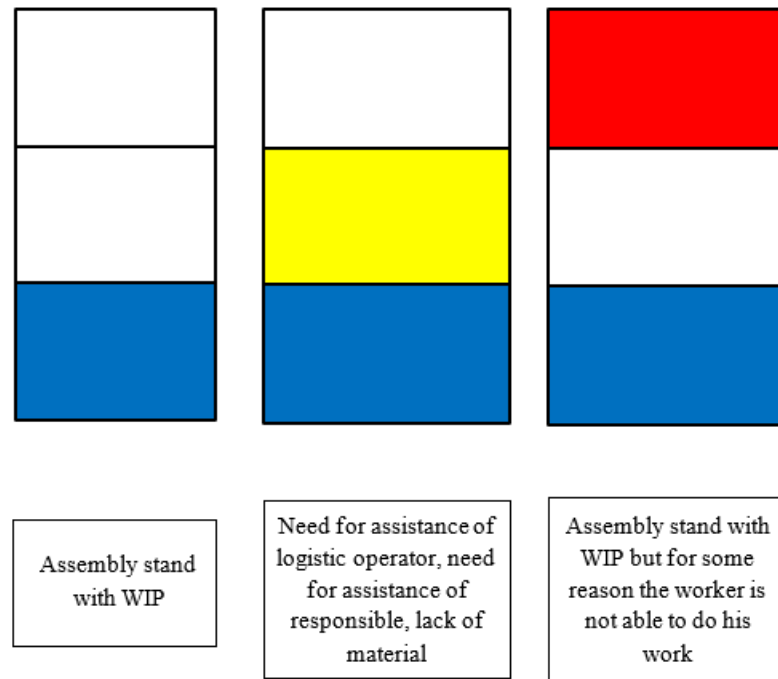 Assembly stand
with WIP
Need for assistance of
logistic operator, need
for assistance of
responsible, lack of
material
Assembly stand with
WIP but for some
reason the worker is
not able to do his
work